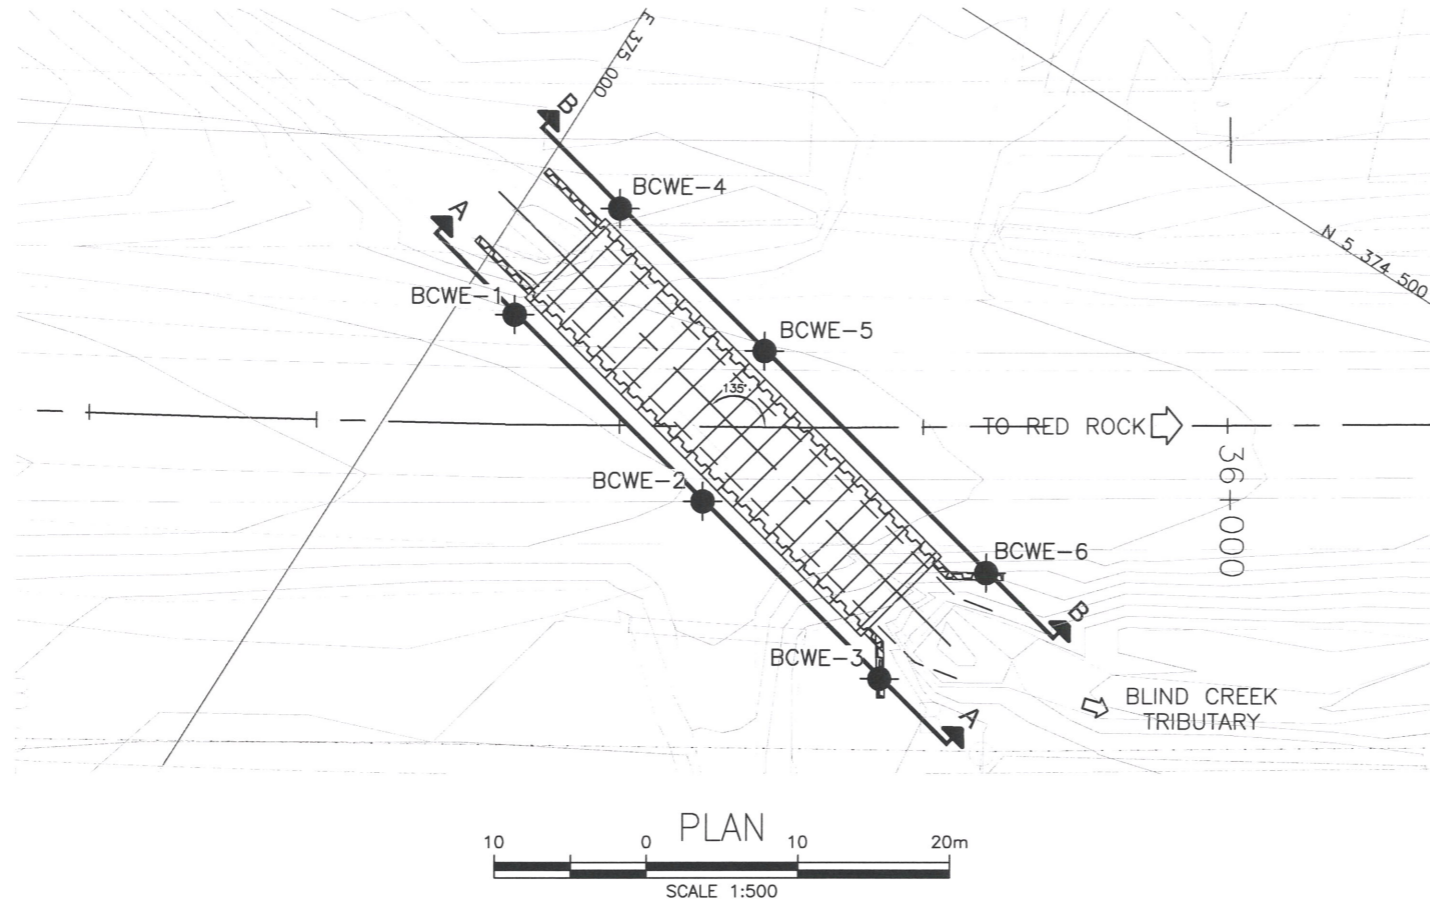 E 375 000
B
BCWE-4
A
N 5 374 500
BCWE-1
BCWE-5
135°
TO RED ROCK
36+000
BCWE-2
BCWE-6
B
BCWE-3
A
BLIND CREEK
TRIBUTARY
PLAN
10 0 10 20m
SCALE 1:500